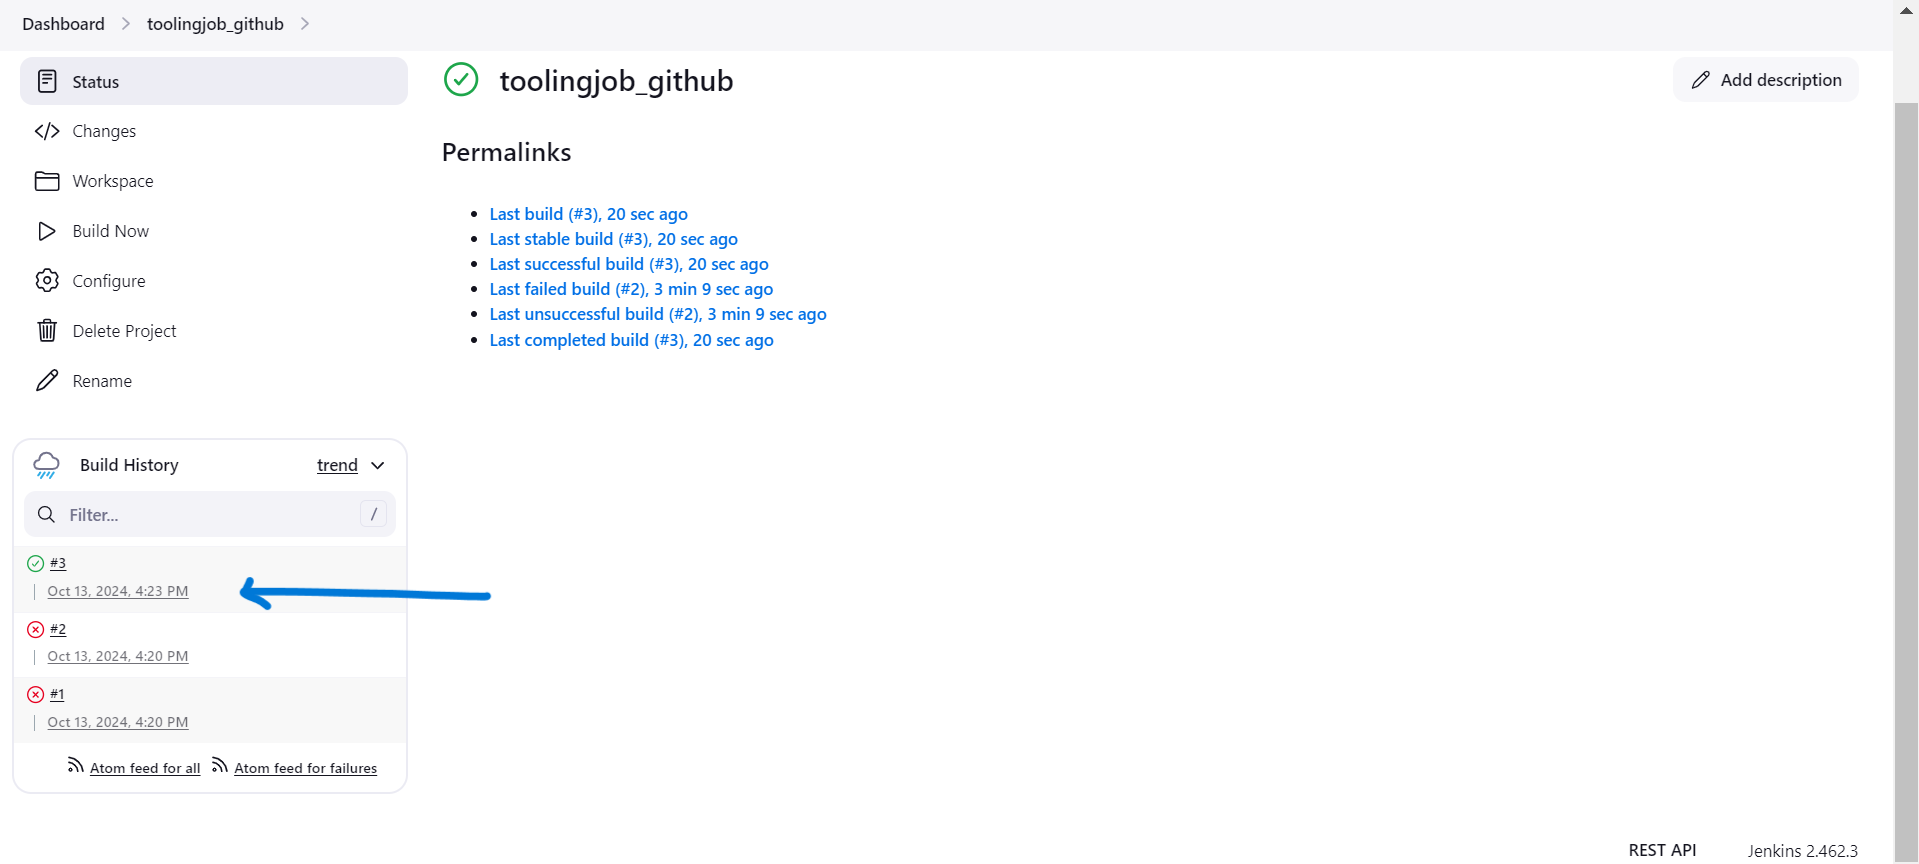 Dashboard
toolingjob_github
Status
Changes
Workspace
Build Now
Configure
Delete Project
Rename
toolingjob_github
Add description
Permalinks
Last build (#3), 20 sec ago
Last stable build (#3), 20 sec ago
Last successful build (#3), 20 sec ago
Last failed build (#2), 3 min 9 sec ago
Last unsuccessful build (#2), 3 min 9 sec ago
Last completed build (#3), 20 sec ago
Build History trend
Filter... /
#3
Oct 13, 2024, 4:23 PM
#2
Oct 13, 2024, 4:20 PM
#1
Oct 13, 2024, 4:20 PM
Atom feed for all Atom feed for failures
REST API Jenkins 2.462.3